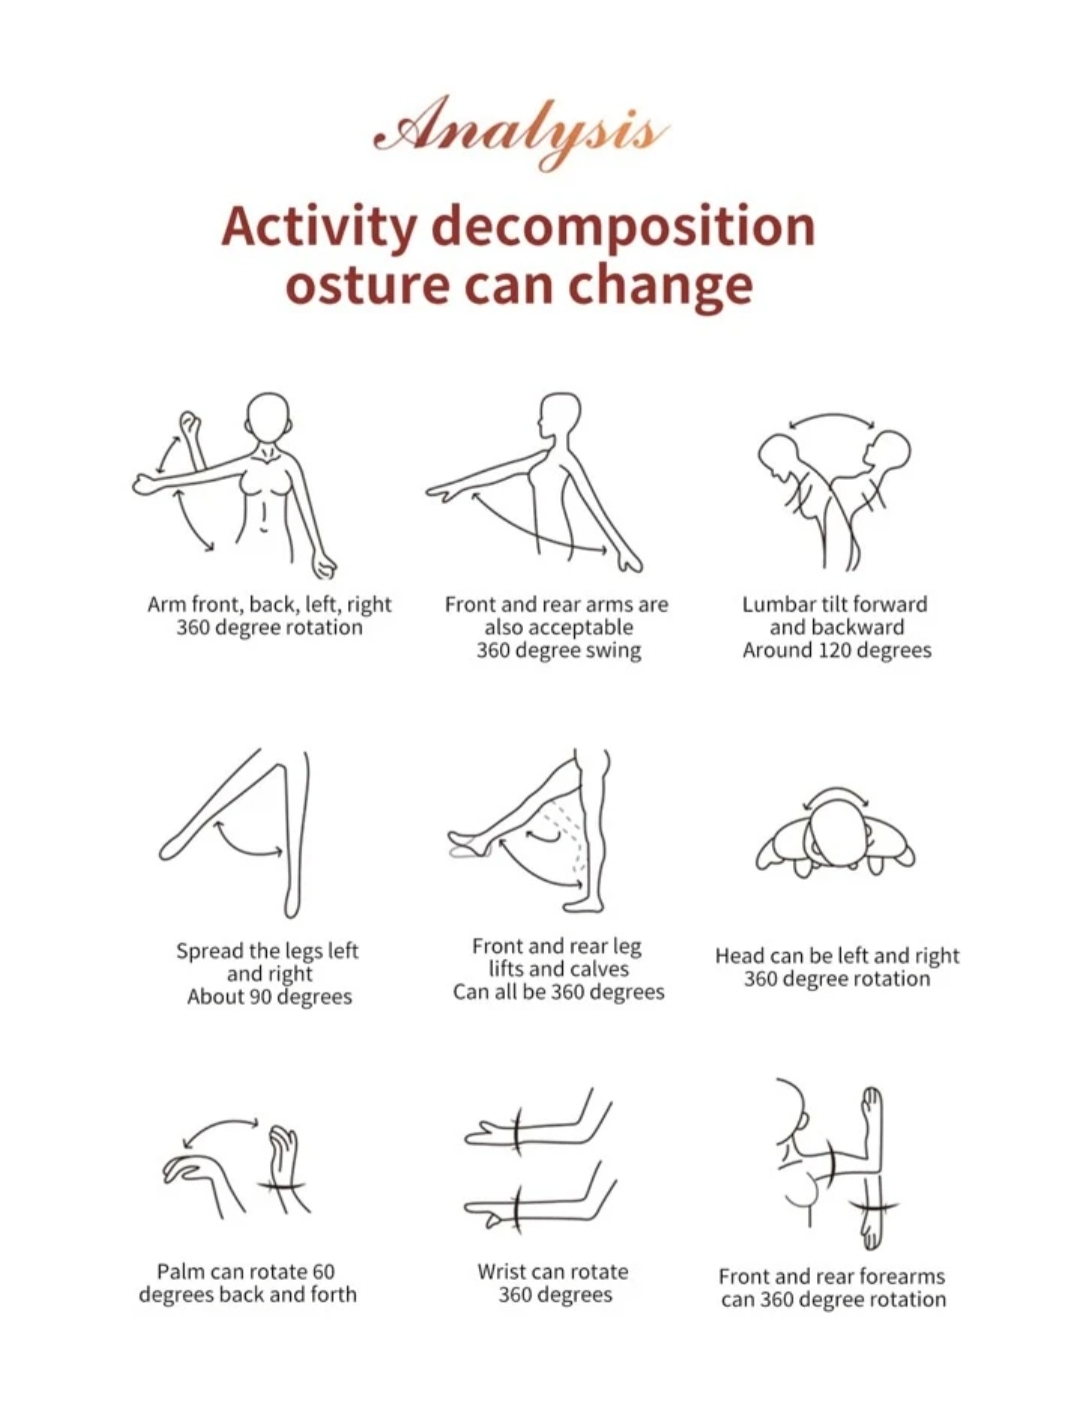 Analysis
Activity decomposition
osture can change
Arm front, back, left, right
360 degree rotation
Front and rear arms are
also acceptable
360 degree swing
Lumbar tilt forward
and backward
Around 120 degrees
Spread the legs left
and right
About 90 degrees
Front and rear leg
lifts and calves
Can all be 360 degrees
Head can be left and right
360 degree rotation
Palm can rotate 60
degrees back and forth
Wrist can rotate
360 degrees
Front and rear forearms
can 360 degree rotation